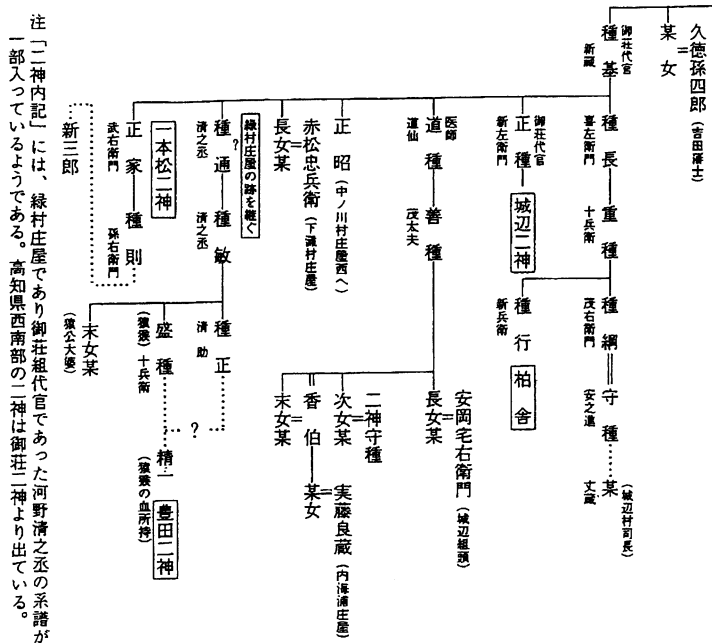 久徳孫四郎(吉田藩士)
某女
御荘代官
種基
新蔵
種長
喜左衛門
重種
十兵衛
種綱
茂右衛門
守種
安之進
某
丈蔵
(城辺村司長)
種行
新兵衛
柏舎
御荘代官
正種
新左衛門
城辺二神
医師
道種
道仙
善種
茂太夫
安岡宅右衛門(城辺組頭)
長女某
二神守種
次女某
実藤良蔵(内海浦庄屋)
某女
香伯
末女某
正昭(中ノ川村庄屋西へ)
赤松忠兵衛(下灘村庄屋)
長女某
緑村庄屋の跡を継ぐ
?
種通
清之丞
種敏
清之丞
種正
清助
?
盛種
(猿猴)十兵衛
精一
(猿猴の血所持)
豊田二神
末女某
(猿公大婆)
一本松二神
正家
武右衛門
種則
孫右衛門
新三郎
注「二神内記」には、緑村庄屋であり御荘組代官であった河野清之丞の系譜が
一部入っているようである。高知県西南部の二神は御荘二神より出ている。